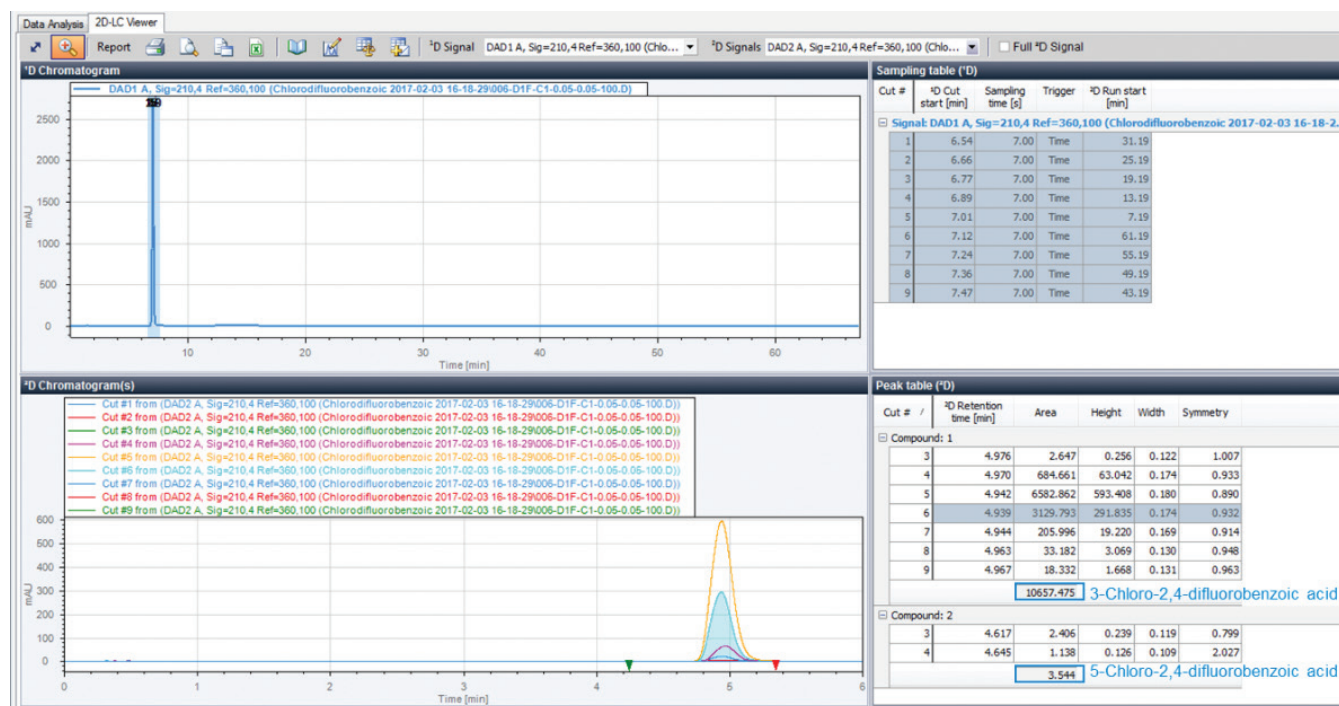 Data Analysis 2D-LC Viewer
Report ¹D Signal DAD1 A, Sig=210,4 Ref=360,100 (Chlo... ²D Signals DAD2 A, Sig=210,4 Ref=360,100 (Chlo... Full ²D Signal
¹D Chromatogram
DAD1 A, Sig=210,4 Ref=360,100 (Chlorodifluorobenzoic 2017-02-03 16-18-29\006-D1F-C1-0.05-0.05-100.D)
2500
2000
1500
1000
500
0
mAU
10 20 30 40 50 60
Time [min]
Sampling table (¹D)
Cut # ¹D Cut start [min] Sampling time [s] Trigger ²D Run start [min]
Signal: DAD1 A, Sig=210,4 Ref=360,100 (Chlorodifluorobenzoic 2017-02-03 16-18-2...
1 6.54 7.00 Time 31.19
2 6.66 7.00 Time 25.19
3 6.77 7.00 Time 19.19
4 6.89 7.00 Time 13.19
5 7.01 7.00 Time 7.19
6 7.12 7.00 Time 61.19
7 7.24 7.00 Time 55.19
8 7.36 7.00 Time 49.19
9 7.47 7.00 Time 43.19
²D Chromatogram(s)
Cut #1 from (DAD2 A, Sig=210,4 Ref=360,100 (Chlorodifluorobenzoic 2017-02-03 16-18-29\006-D1F-C1-0.05-0.05-100.D))
Cut #2 from (DAD2 A, Sig=210,4 Ref=360,100 (Chlorodifluorobenzoic 2017-02-03 16-18-29\006-D1F-C1-0.05-0.05-100.D))
Cut #3 from (DAD2 A, Sig=210,4 Ref=360,100 (Chlorodifluorobenzoic 2017-02-03 16-18-29\006-D1F-C1-0.05-0.05-100.D))
Cut #4 from (DAD2 A, Sig=210,4 Ref=360,100 (Chlorodifluorobenzoic 2017-02-03 16-18-29\006-D1F-C1-0.05-0.05-100.D))
Cut #5 from (DAD2 A, Sig=210,4 Ref=360,100 (Chlorodifluorobenzoic 2017-02-03 16-18-29\006-D1F-C1-0.05-0.05-100.D))
Cut #6 from (DAD2 A, Sig=210,4 Ref=360,100 (Chlorodifluorobenzoic 2017-02-03 16-18-29\006-D1F-C1-0.05-0.05-100.D))
Cut #7 from (DAD2 A, Sig=210,4 Ref=360,100 (Chlorodifluorobenzoic 2017-02-03 16-18-29\006-D1F-C1-0.05-0.05-100.D))
Cut #8 from (DAD2 A, Sig=210,4 Ref=360,100 (Chlorodifluorobenzoic 2017-02-03 16-18-29\006-D1F-C1-0.05-0.05-100.D))
Cut #9 from (DAD2 A, Sig=210,4 Ref=360,100 (Chlorodifluorobenzoic 2017-02-03 16-18-29\006-D1F-C1-0.05-0.05-100.D))
600
500
400
300
200
100
0
mAU
0 1 2 3 4 5 6
Time [min]
Peak table (²D)
Cut # / ²D Retention time [min] Area Height Width Symmetry
Compound: 1
3 4.976 2.647 0.256 0.122 1.007
4 4.970 684.661 63.042 0.174 0.933
5 4.942 6582.862 593.408 0.180 0.890
6 4.939 3129.793 291.835 0.174 0.932
7 4.944 205.996 19.220 0.169 0.914
8 4.963 33.182 3.069 0.130 0.948
9 4.967 18.332 1.668 0.131 0.963
10657.475 3-Chloro-2,4-difluorobenzoic acid
Compound: 2
3 4.617 2.406 0.239 0.119 0.799
4 4.645 1.138 0.126 0.109 2.027
3.544 5-Chloro-2,4-difluorobenzoic acid